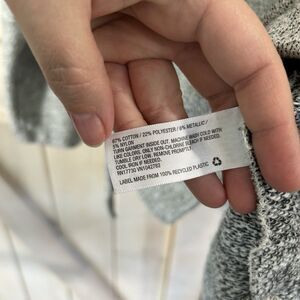 67% COTTON / 22% POLYESTER / 6% METALLIC /
5% NYLON
TURN GARMENT INSIDE OUT. MACHINE WASH COLD WITH
LIKE COLORS. ONLY NON-CHLORINE BLEACH IF NEEDED.
TUMBLE DRY LOW. REMOVE PROMPTLY.
COOL IRON IF NEEDED.
RN17730 VN1042782
LABEL MADE FROM 100% RECYCLED PLASTIC